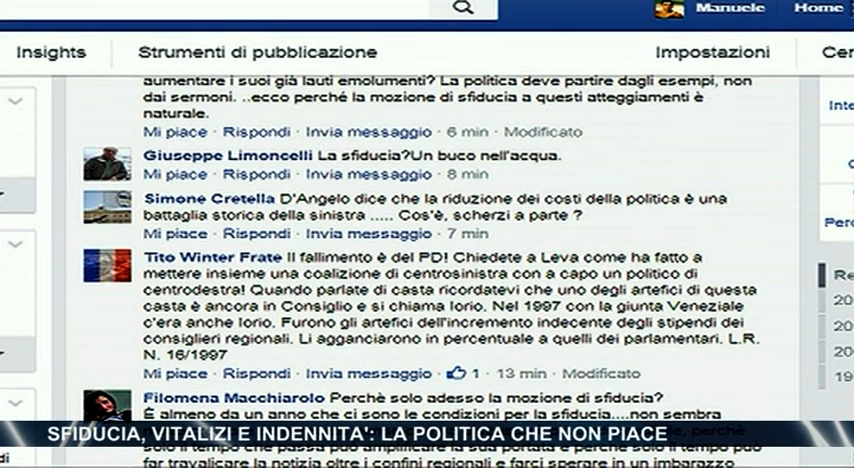 Manuele Home
Insights Strumenti di pubblicazione Impostazioni
aumentare i suoi già lauti emolumenti? La politica deve partire dagli esempi, non
dai sermoni. ..ecco perché la mozione di sfiducia a questi atteggiamenti è
naturale.
Mi piace · Rispondi · Invia messaggio · 6 min · Modificato
Giuseppe Limoncelli La sfiducia?Un buco nell'acqua.
Mi piace · Rispondi · Invia messaggio · 8 min
Simone Cretella D'Angelo dice che la riduzione dei costi della politica è una
battaglia storica della sinistra ..... Cos'è, scherzi a parte ?
Mi piace · Rispondi · Invia messaggio · 7 min
Tito Winter Frate Il fallimento è del PD! Chiedete a Leva come ha fatto a
mettere insieme una coalizione di centrosinistra con a capo un politico di
centrodestra! Quando parlate di casta ricordatevi che uno degli artefici di questa
casta è ancora in Consiglio e si chiama Iorio. Nel 1997 con la giunta Veneziale
c'era anche Iorio. Furono gli artefici dell'incremento indecente degli stipendi dei
consiglieri regionali. Li agganciarono in percentuale a quelli dei parlamentari. L.R.
N. 16/1997
Mi piace · Rispondi · Invia messaggio · 1 · 13 min · Modificato
Filomena Macchiarolo Perchè solo adesso la mozione di sfiducia?
È almeno da un anno che ci sono le condizioni per la sfiducia....non sembra
SFIDUCIA, VITALIZI E INDENNITA': LA POLITICA CHE NON PIACE
far travalicare la notizia oltre i confini regionali e farci sperare in un imbarazzo